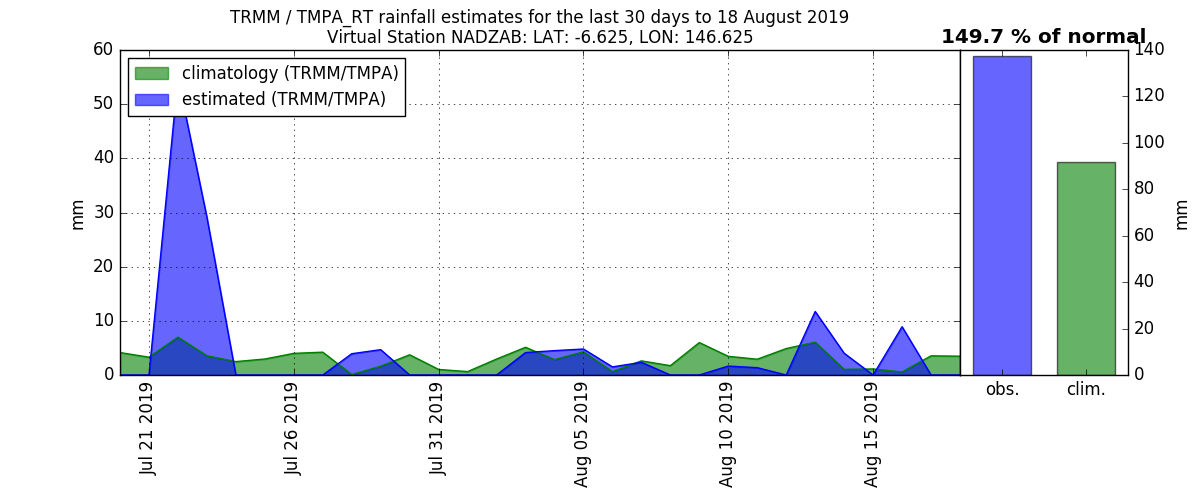 TRMM / TMPA_RT rainfall estimates for the last 30 days to 18 August 2019
Virtual Station NADZAB: LAT: -6.625, LON: 146.625
149.7 % of normal
climatology (TRMM/TMPA)
estimated (TRMM/TMPA)
60
50
40
30
20
10
0
mm
Jul 21 2019
Jul 26 2019
Jul 31 2019
Aug 05 2019
Aug 10 2019
Aug 15 2019
140
120
100
80
60
40
20
0
mm
obs.
clim.